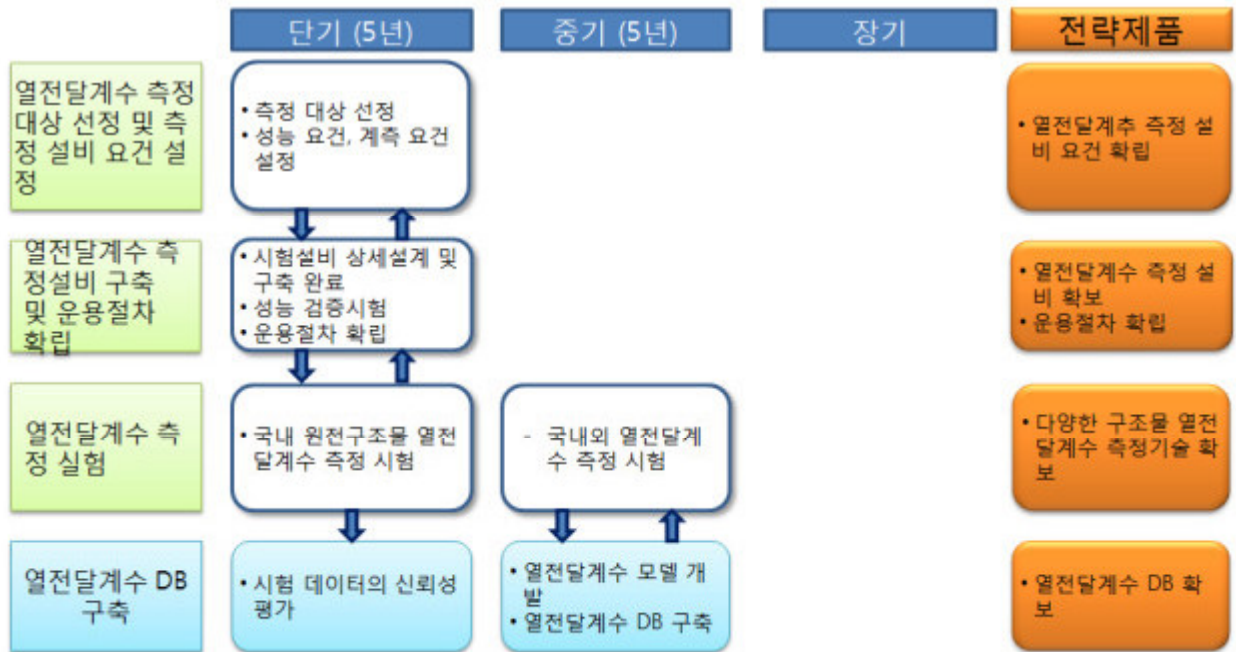 단기 (5년)
중기 (5년)
장기
전략제품
열전달계수 측정
대상 선정 및 측
정 설비 요건 설
정
• 측정 대상 선정
• 성능 요건, 계측 요건
설정
• 열전달계추 측정 설
비 요건 확립
열전달계수 측
정설비 구축
및 운용절차
확립
• 시험설비 상세설계 및
구축 완료
• 성능 검증시험
• 운용절차 확립
• 열전달계수 측정 설
비 확보
• 운용절차 확립
열전달계수 측
정 실험
• 국내 원전구조물 열전
달계수 측정 시험
- 국내외 열전달계
수 측정 시험
• 다양한 구조물 열전
달계수 측정기술 확
보
열전달계수 DB
구축
• 시험 데이터의 신뢰성
평가
• 열전달계수 모델 개
발
• 열전달계수 DB 구축
• 열전달계수 DB 확
보